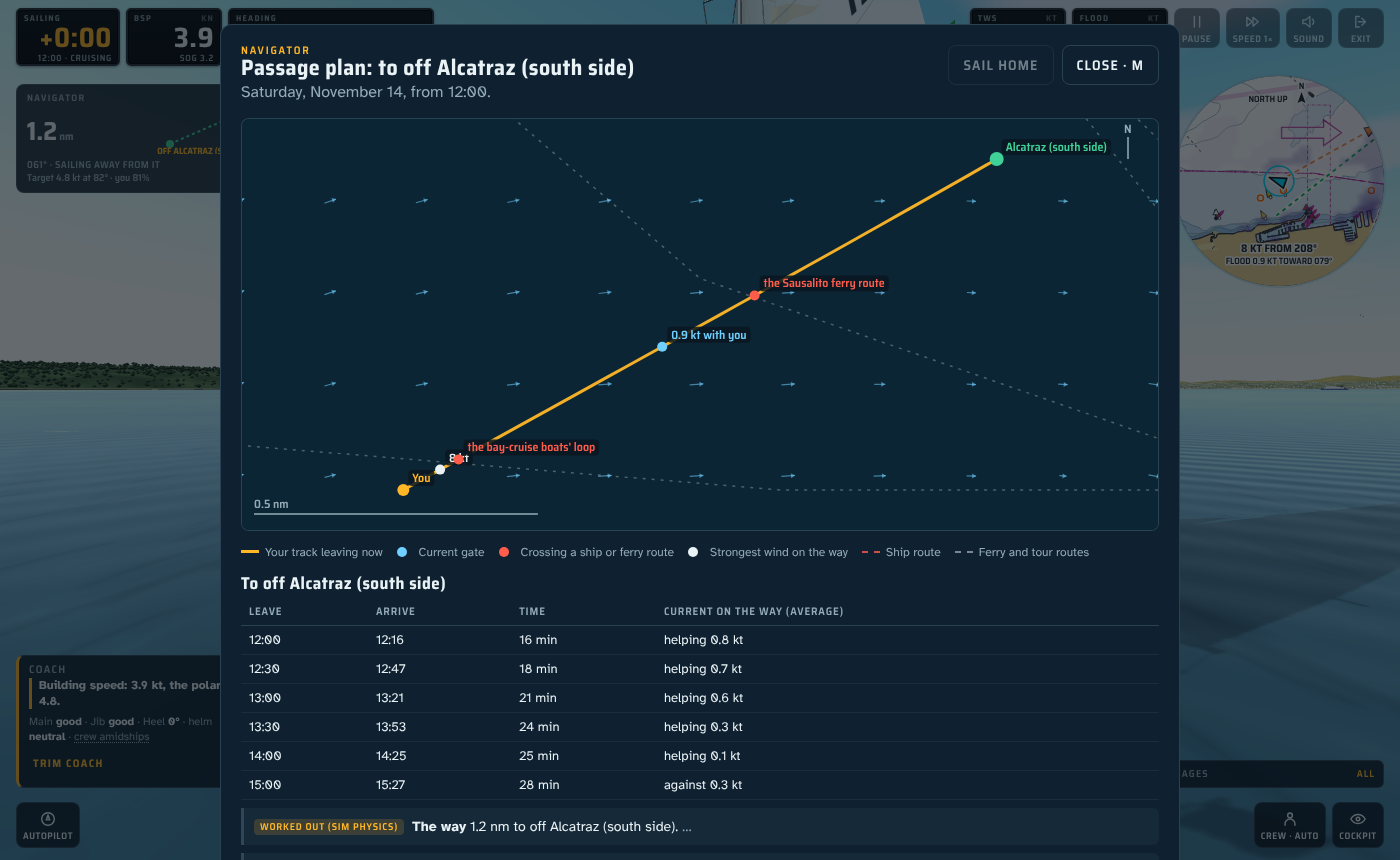 SAILING
+0:00
12:00 · CRUISING
BSP KN
3.9
SOG 3.2
HEADING
TWS KT
FLOOD KT
PAUSE
SPEED 1×
SOUND
EXIT
NAVIGATOR
1.2 nm
OFF ALCATRAZ (S
061° · SAILING AWAY FROM IT
Target 4.8 kt at 82° · you 81%
NAVIGATOR
Passage plan: to off Alcatraz (south side)
Saturday, November 14, from 12:00.
SAIL HOME
CLOSE · M
N
Alcatraz (south side)
the Sausalito ferry route
0.9 kt with you
the bay-cruise boats' loop
8 kt
You
0.5 nm
Your track leaving now
Current gate
Crossing a ship or ferry route
Strongest wind on the way
Ship route
Ferry and tour routes
To off Alcatraz (south side)
LEAVE ARRIVE TIME CURRENT ON THE WAY (AVERAGE)
12:00 12:16 16 min helping 0.8 kt
12:30 12:47 18 min helping 0.7 kt
13:00 13:21 21 min helping 0.6 kt
13:30 13:53 24 min helping 0.3 kt
14:00 14:25 25 min helping 0.1 kt
15:00 15:27 28 min against 0.3 kt
WORKED OUT (SIM PHYSICS) The way 1.2 nm to off Alcatraz (south side). ...
NORTH UP
N
8 KT FROM 208°
FLOOD 0.9 KT TOWARD 079°
COACH
Building speed: 3.9 kt, the polar
4.8.
Main good · Jib good · Heel 0° · helm
neutral · crew amidships
TRIM COACH
AUTOPILOT
AGES ALL
CREW · AUTO
COCKPIT